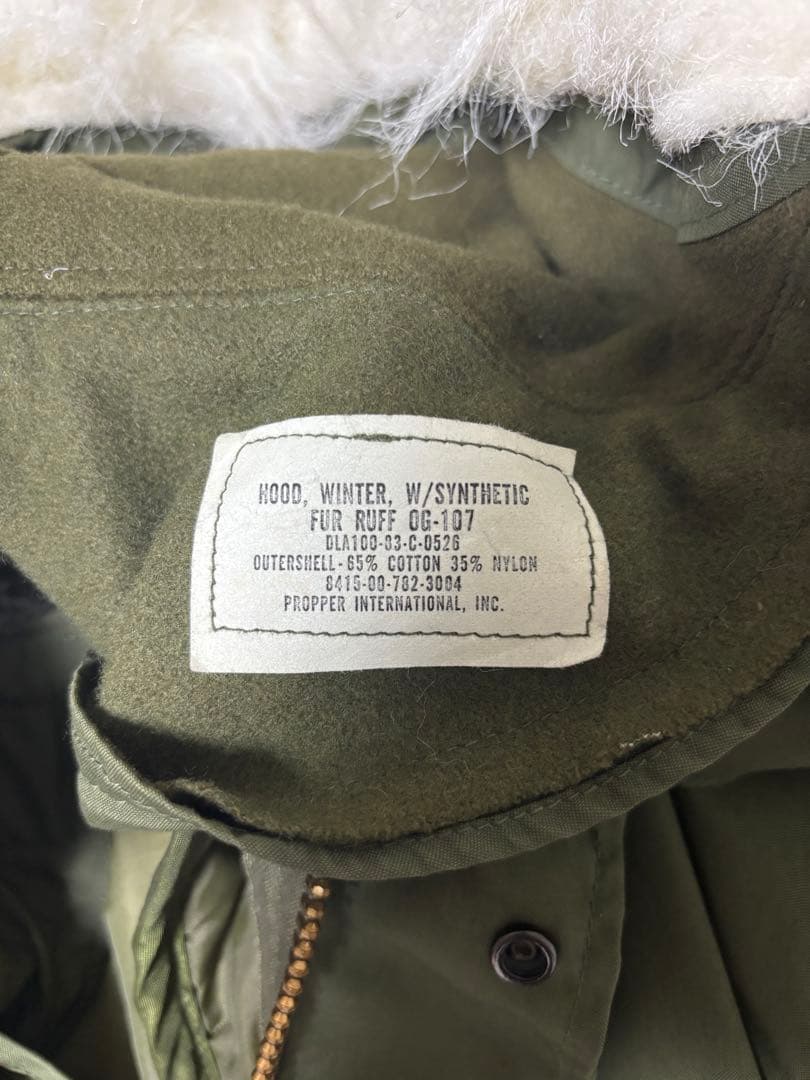 HOOD, WINTER, W/SYNTHETIC
FUR RUFF OG-107
DLA100-83-C-0526
OUTERSHELL-65% COTTON 35% NYLON
8415-00-782-3004
PROPPER INTERNATIONAL, INC.